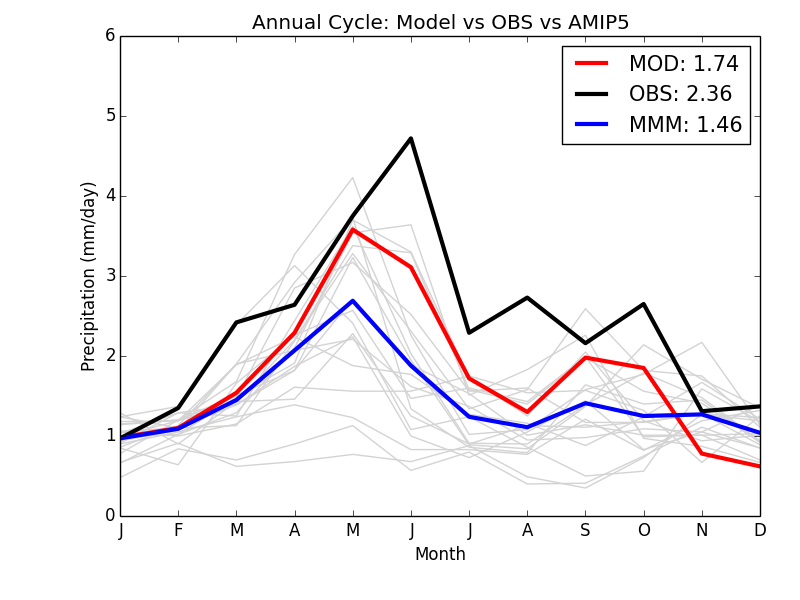 Annual Cycle: Model vs OBS vs AMIP5
MOD: 1.74
OBS: 2.36
MMM: 1.46
Precipitation (mm/day)
6
5
4
3
2
1
0
J F M A M J J A S O N D
Month